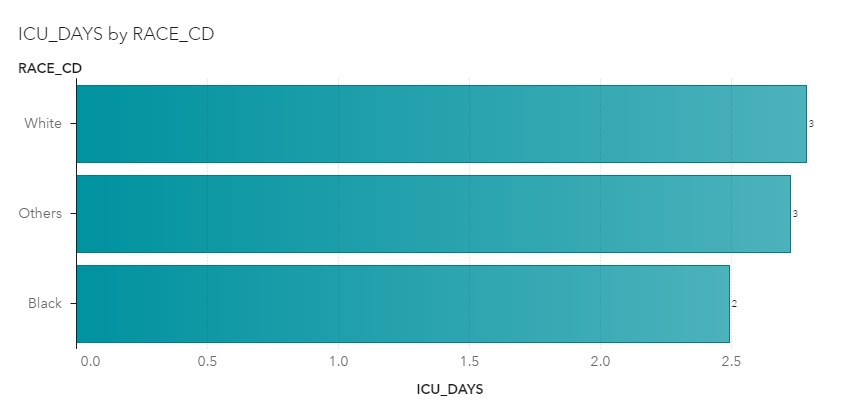 ICU_DAYS by RACE_CD
RACE_CD
White
3
Others
3
Black
2
0.0 0.5 1.0 1.5 2.0 2.5
ICU_DAYS